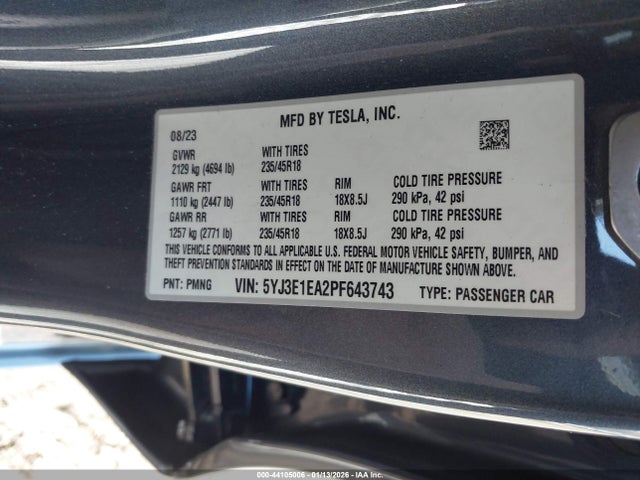 MFD BY TESLA, INC.
08/23
GVWR WITH TIRES
2129 kg (4694 lb) 235/45R18
GAWR FRT WITH TIRES RIM COLD TIRE PRESSURE
1110 kg (2447 lb) 235/45R18 18X8.5J 290 kPa, 42 psi
GAWR RR WITH TIRES RIM COLD TIRE PRESSURE
1257 kg (2771 lb) 235/45R18 18X8.5J 290 kPa, 42 psi
THIS VEHICLE CONFORMS TO ALL APPLICABLE U.S. FEDERAL MOTOR VEHICLE SAFETY, BUMPER, AND
THEFT PREVENTION STANDARDS IN EFFECT ON THE DATE OF MANUFACTURE SHOWN ABOVE.
PNT: PMNG VIN: 5YJ3E1EA2PF643743 TYPE: PASSENGER CAR
000-44105006 - 01/13/2026 - IAAI.COM